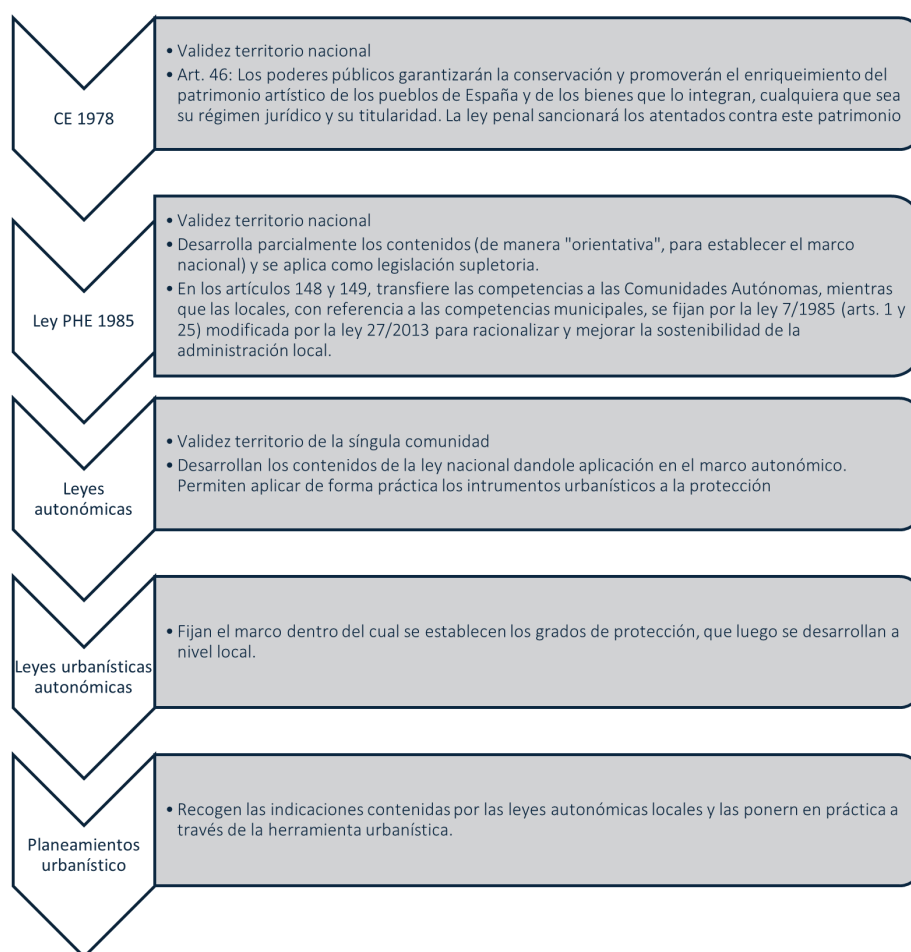 CE 1978
• Validez territorio nacional
• Art. 46: Los poderes públicos garantizarán la conservación y promoverán el enriqueimiento del
patrimonio artístico de los pueblos de España y de los bienes que lo integran, cualquiera que sea
su régimen jurídico y su titularidad. La ley penal sancionará los atentados contra este patrimonio
Ley PHE 1985
• Validez territorio nacional
• Desarrolla parcialmente los contenidos (de manera "orientativa", para establecer el marco
nacional) y se aplica como legislación supletoria.
• En los artículos 148 y 149, transfiere las competencias a las Comunidades Autónomas, mientras
que las locales, con referencia a las competencias municipales, se fijan por la ley 7/1985 (arts. 1 y
25) modificada por la ley 27/2013 para racionalizar y mejorar la sostenibilidad de la
administración local.
Leyes
autonómicas
• Validez territorio de la síngula comunidad
• Desarrollan los contenidos de la ley nacional dandole aplicación en el marco autonómico.
Permiten aplicar de forma práctica los intrumentos urbanísticos a la protección
Leyes urbanísticas
autonómicas
• Fijan el marco dentro del cual se establecen los grados de protección, que luego se desarrollan a
nivel local.
Planeamientos
urbanístico
• Recogen las indicaciones contenidas por las leyes autonómicas locales y las ponern en práctica a
través de la herramienta urbanística.